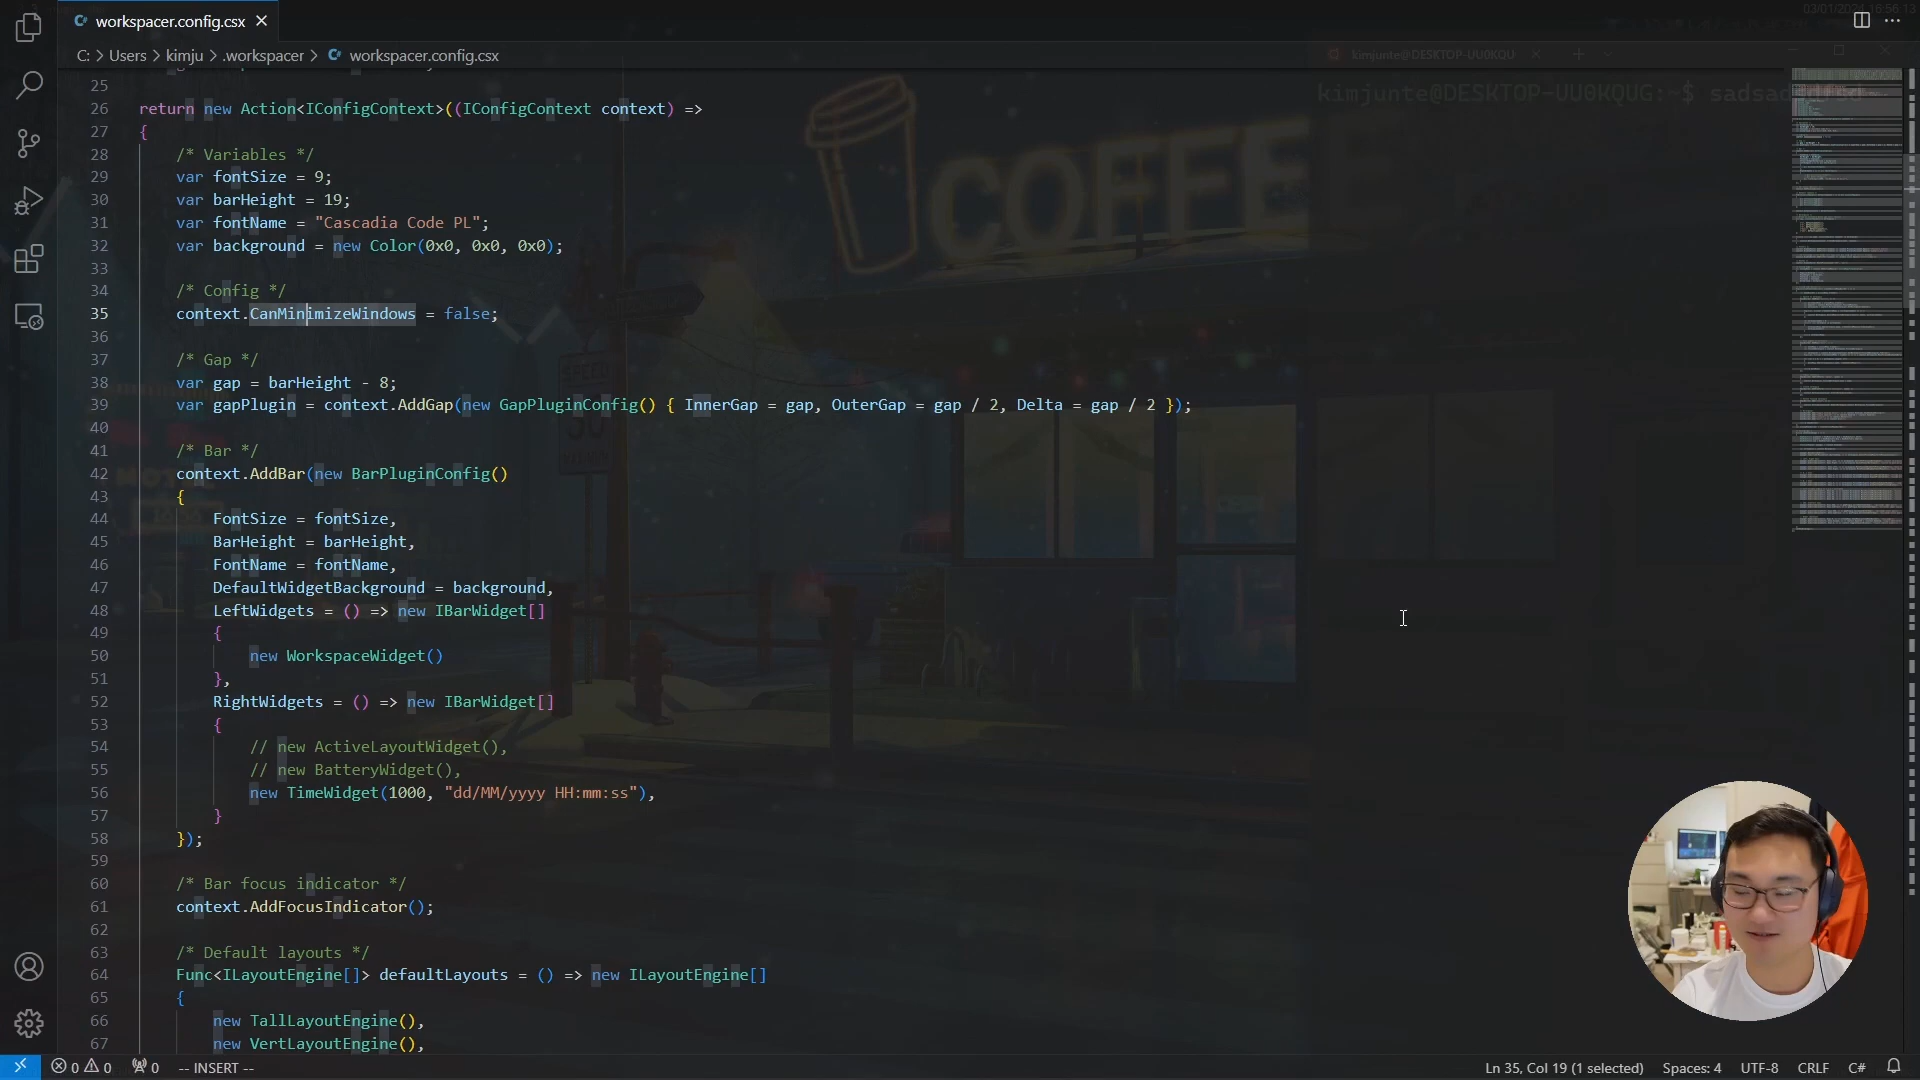 workspacer.config.csx
03/01/2024 16:56:13
C: > Users > kimju > .workspacer > workspacer.config.csx
kimjunte@DESKTOP-UU0KQUG:~$
COFFEE
25
26 return new Action<IConfigContext>((IConfigContext context) =>
27 {
28 /* Variables */
29 var fontSize = 9;
30 var barHeight = 19;
31 var fontName = "Cascadia Code PL";
32 var background = new Color(0x0, 0x0, 0x0);
33
34 /* Config */
35 context.CanMinimizeWindows = false;
36
37 /* Gap */
38 var gap = barHeight - 8;
39 var gapPlugin = context.AddGap(new GapPluginConfig() { InnerGap = gap, OuterGap = gap / 2, Delta = gap / 2 });
40
41 /* Bar */
42 context.AddBar(new BarPluginConfig()
43 {
44 FontSize = fontSize,
45 BarHeight = barHeight,
46 FontName = fontName,
47 DefaultWidgetBackground = background,
48 LeftWidgets = () => new IBarWidget[]
49 {
50 new WorkspaceWidget()
51 },
52 RightWidgets = () => new IBarWidget[]
53 {
54 // new ActiveLayoutWidget(),
55 // new BatteryWidget(),
56 new TimeWidget(1000, "dd/MM/yyyy HH:mm:ss"),
57 }
58 });
59
60 /* Bar focus indicator */
61 context.AddFocusIndicator();
62
63 /* Default layouts */
64 Func<ILayoutEngine[]> defaultLayouts = () => new ILayoutEngine[]
65 {
66 new TallLayoutEngine(),
67 new VertLayoutEngine(),
0 0 0 -- INSERT -- Ln 35, Col 19 (1 selected) Spaces: 4 UTF-8 CRLF C#